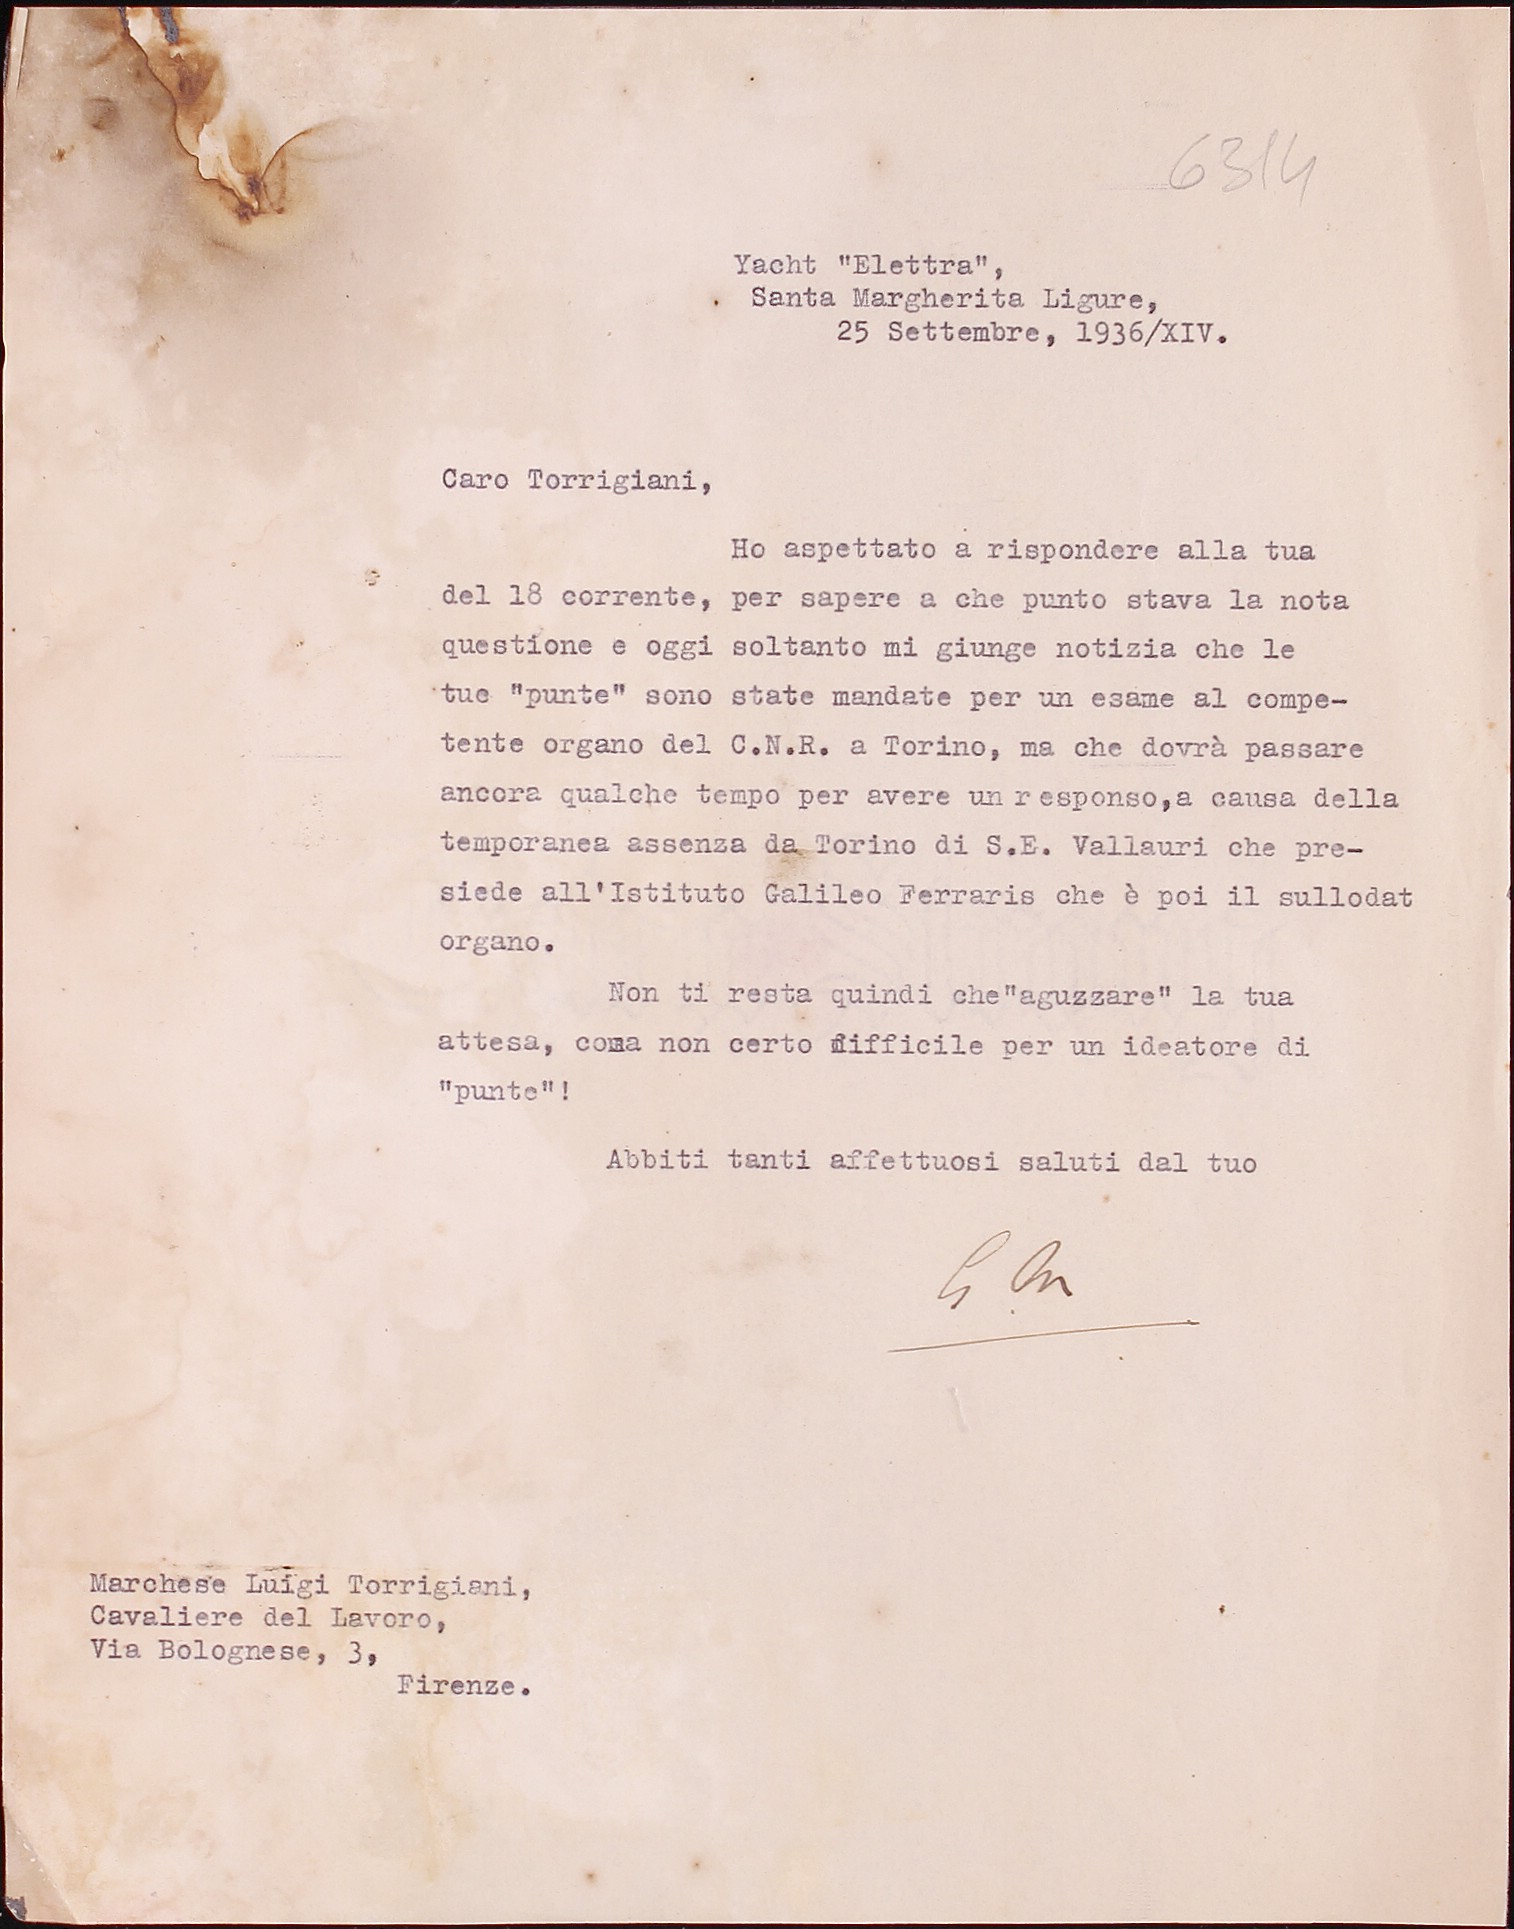 6314
Yacht "Elettra",
Santa Margherita Ligure,
25 Settembre, 1936/XIV.
Caro Torrigiani,
Ho aspettato a rispondere alla tua
del 18 corrente, per sapere a che punto stava la nota
questione e oggi soltanto mi giunge notizia che le
tue "punte" sono state mandate per un esame al compe-
tente organo del C.N.R. a Torino, ma che dovrà passare
ancora qualche tempo per avere un responso,a causa della
temporanea assenza da Torino di S.E. Vallauri che pre-
siede all'Istituto Galileo Ferraris che è poi il sullodat
organo.
Non ti resta quindi che"aguzzare" la tua
attesa, cosa non certo difficile per un ideatore di
"punte"!
Abbiti tanti affettuosi saluti dal tuo
G.M
Marchese Luigi Torrigiani,
Cavaliere del Lavoro,
Via Bolognese, 3,
Firenze.